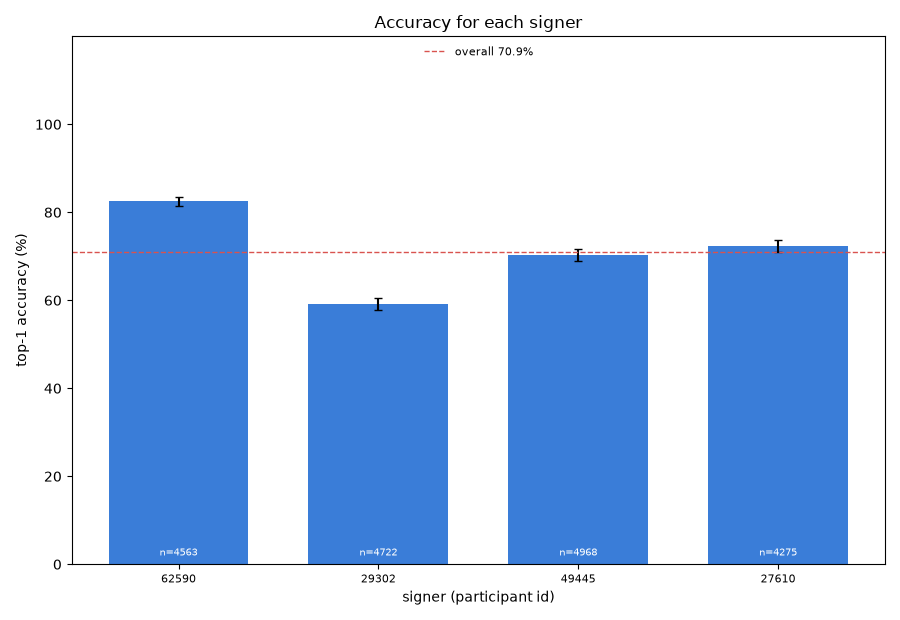 Accuracy for each signer
overall 70.9%
top-1 accuracy (%)
100
80
60
40
20
0
n=4563
n=4722
n=4968
n=4275
62590
29302
49445
27610
signer (participant id)